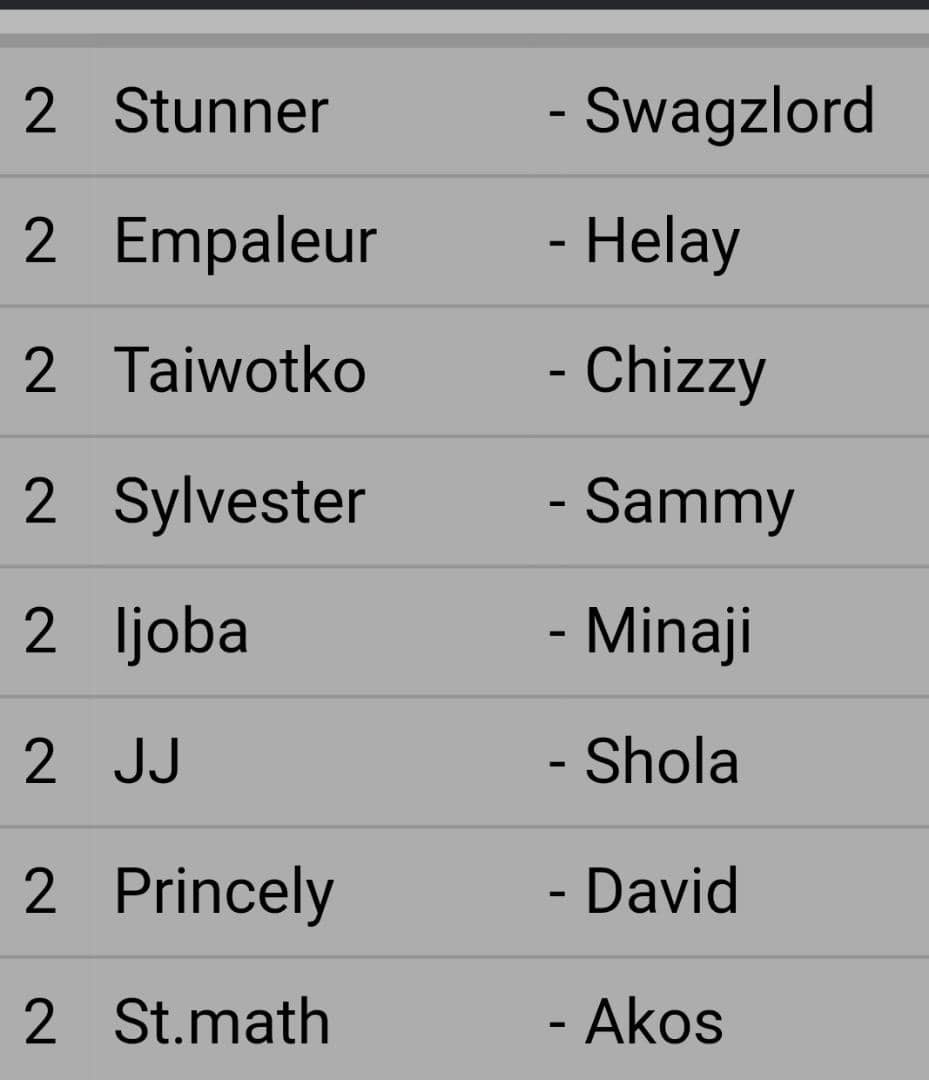 2 Stunner - Swagzlord
2 Empaleur - Helay
2 Taiwotko - Chizzy
2 Sylvester - Sammy
2 Ijoba - Minaji
2 JJ - Shola
2 Princely - David
2 St.math - Akos